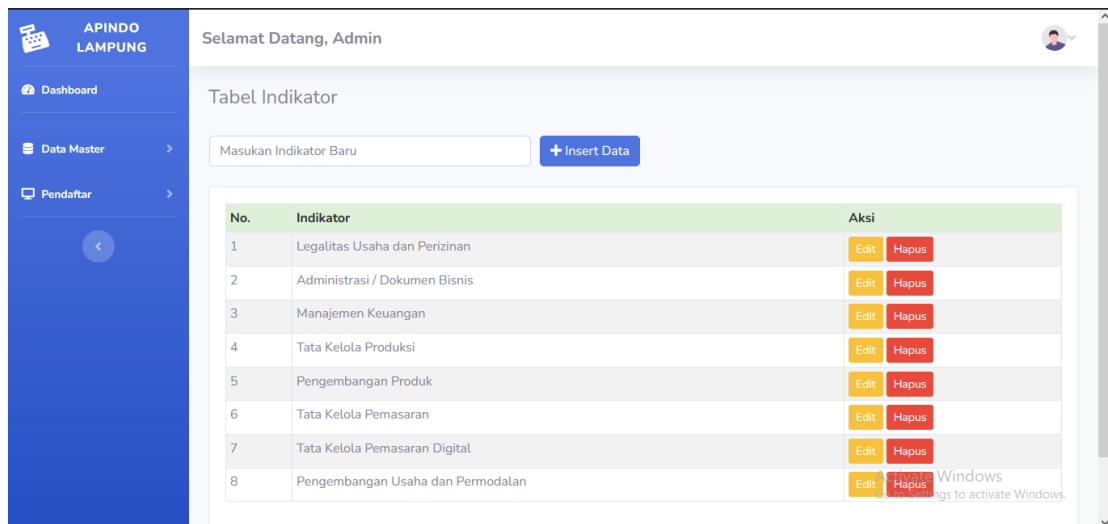 APINDO
LAMPUNG
Selamat Datang, Admin
Dashboard
Data Master
Pendaftar
Tabel Indikator
Masukan Indikator Baru
Insert Data
No. Indikator Aksi
1 Legalitas Usaha dan Perizinan Edit Hapus
2 Administrasi / Dokumen Bisnis Edit Hapus
3 Manajemen Keuangan Edit Hapus
4 Tata Kelola Produksi Edit Hapus
5 Pengembangan Produk Edit Hapus
6 Tata Kelola Pemasaran Edit Hapus
7 Tata Kelola Pemasaran Digital Edit Hapus
8 Pengembangan Usaha dan Permodalan Edit Hapus
Activate Windows
Go to Settings to activate Windows.